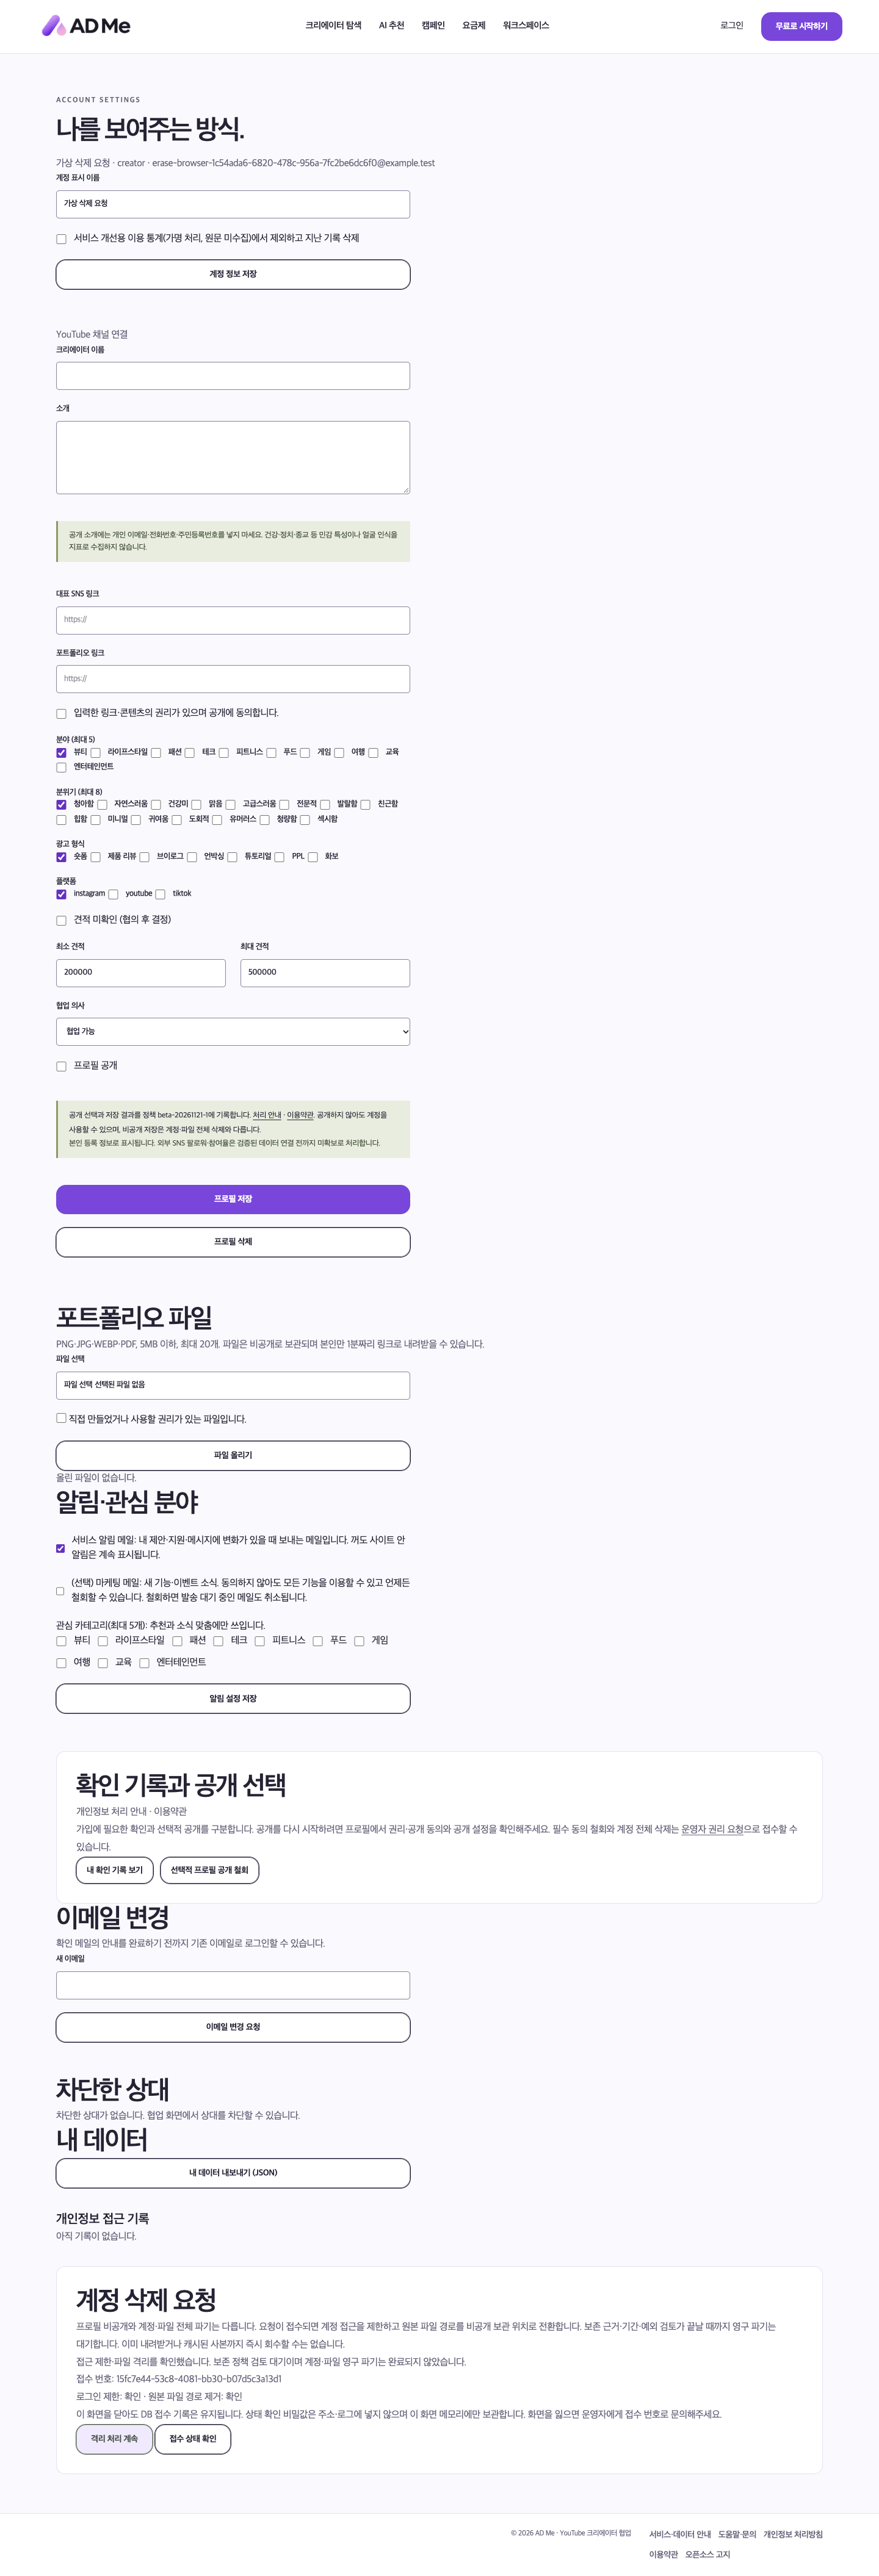 AD Me
크리에이터 탐색 AI 추천 캠페인 요금제 워크스페이스
로그인 무료로 시작하기
ACCOUNT SETTINGS
나를 보여주는 방식.
가상 삭제 요청 · creator · erase-browser-1c54ada6-6820-478c-956a-7fc2be6dc6f0@example.test
계정 표시 이름
가상 삭제 요청
서비스 개선용 이용 통계(가명 처리, 원문 미수집)에서 제외하고 지난 기록 삭제
계정 정보 저장
YouTube 채널 연결
크리에이터 이름
소개
공개 소개에는 개인 이메일·전화번호·주민등록번호를 넣지 마세요. 건강·정치·종교 등 민감 특성이나 얼굴 인식을
지표로 수집하지 않습니다.
대표 SNS 링크
https://
포트폴리오 링크
https://
입력한 링크·콘텐츠의 권리가 있으며 공개에 동의합니다.
분야 (최대 5)
뷰티 라이프스타일 패션 테크 피트니스 푸드 게임 여행 교육
엔터테인먼트
분위기 (최대 8)
청아함 자연스러움 건강미 맑음 고급스러움 전문적 발랄함 친근함
힙함 미니멀 귀여움 도회적 유머러스 청량함 섹시함
광고 형식
숏폼 제품 리뷰 브이로그 언박싱 튜토리얼 PPL 화보
플랫폼
instagram youtube tiktok
견적 미확인 (협의 후 결정)
최소 견적 최대 견적
200000 500000
협업 의사
협업 가능
프로필 공개
공개 선택과 저장 결과를 정책 beta-20261121-1에 기록합니다. 처리 안내 · 이용약관. 공개하지 않아도 계정을
사용할 수 있으며, 비공개 저장은 계정·파일 전체 삭제와 다릅니다.
본인 등록 정보로 표시됩니다. 외부 SNS 팔로워·참여율은 검증된 데이터 연결 전까지 미확보로 처리합니다.
프로필 저장
프로필 삭제
포트폴리오 파일
PNG·JPG·WEBP·PDF, 5MB 이하, 최대 20개. 파일은 비공개로 보관되며 본인만 1분짜리 링크로 내려받을 수 있습니다.
파일 선택
파일 선택 선택된 파일 없음
직접 만들었거나 사용할 권리가 있는 파일입니다.
파일 올리기
올린 파일이 없습니다.
알림·관심 분야
서비스 알림 메일: 내 제안·지원·메시지에 변화가 있을 때 보내는 메일입니다. 꺼도 사이트 안
알림은 계속 표시됩니다.
(선택) 마케팅 메일: 새 기능·이벤트 소식. 동의하지 않아도 모든 기능을 이용할 수 있고 언제든
철회할 수 있습니다. 철회하면 발송 대기 중인 메일도 취소됩니다.
관심 카테고리(최대 5개): 추천과 소식 맞춤에만 쓰입니다.
뷰티 라이프스타일 패션 테크 피트니스 푸드 게임
여행 교육 엔터테인먼트
알림 설정 저장
확인 기록과 공개 선택
개인정보 처리 안내 · 이용약관
가입에 필요한 확인과 선택적 공개를 구분합니다. 공개를 다시 시작하려면 프로필에서 권리·공개 동의와 공개 설정을 확인해주세요. 필수 동의 철회와 계정 전체 삭제는 운영자 권리 요청으로 접수할 수
있습니다.
내 확인 기록 보기 선택적 프로필 공개 철회
이메일 변경
확인 메일의 안내를 완료하기 전까지 기존 이메일로 로그인할 수 있습니다.
새 이메일
이메일 변경 요청
차단한 상대
차단한 상대가 없습니다. 협업 화면에서 상대를 차단할 수 있습니다.
내 데이터
내 데이터 내보내기 (JSON)
개인정보 접근 기록
아직 기록이 없습니다.
계정 삭제 요청
프로필 비공개와 계정·파일 전체 파기는 다릅니다. 요청이 접수되면 계정 접근을 제한하고 원본 파일 경로를 비공개 보관 위치로 전환합니다. 보존 근거·기간·예외 검토가 끝날 때까지 영구 파기는
대기합니다. 이미 내려받거나 캐시된 사본까지 즉시 회수할 수는 없습니다.
접근 제한·파일 격리를 확인했습니다. 보존 정책 검토 대기이며 계정·파일 영구 파기는 완료되지 않았습니다.
접수 번호: 15fc7e44-53c8-4081-bb30-b07d5c3a13d1
로그인 제한: 확인 · 원본 파일 경로 제거: 확인
이 화면을 닫아도 DB 접수 기록은 유지됩니다. 상태 확인 비밀값은 주소·로그에 넣지 않으며 이 화면 메모리에만 보관합니다. 화면을 잃으면 운영자에게 접수 번호로 문의해주세요.
격리 처리 계속 접수 상태 확인
© 2026 AD Me · YouTube 크리에이터 협업 서비스·데이터 안내 도움말·문의 개인정보 처리방침
이용약관 오픈소스 고지